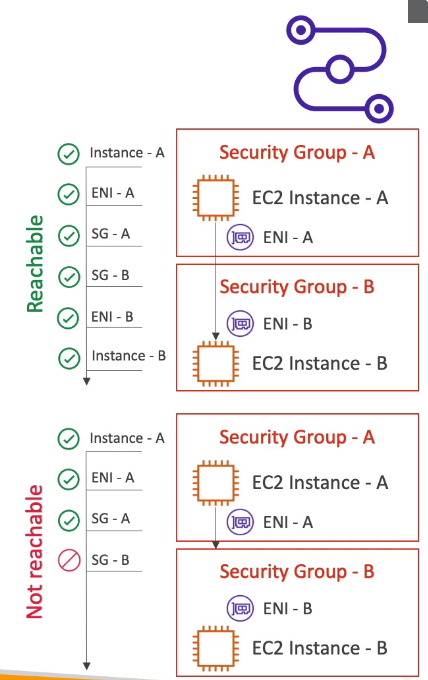 Reachable
Instance - A
ENI - A
SG - A
SG - B
ENI - B
Instance - B
Security Group - A
EC2 Instance - A
ENI - A
Security Group - B
ENI - B
EC2 Instance - B
Not reachable
Instance - A
ENI - A
SG - A
SG - B
Security Group - A
EC2 Instance - A
ENI - A
Security Group - B
ENI - B
EC2 Instance - B